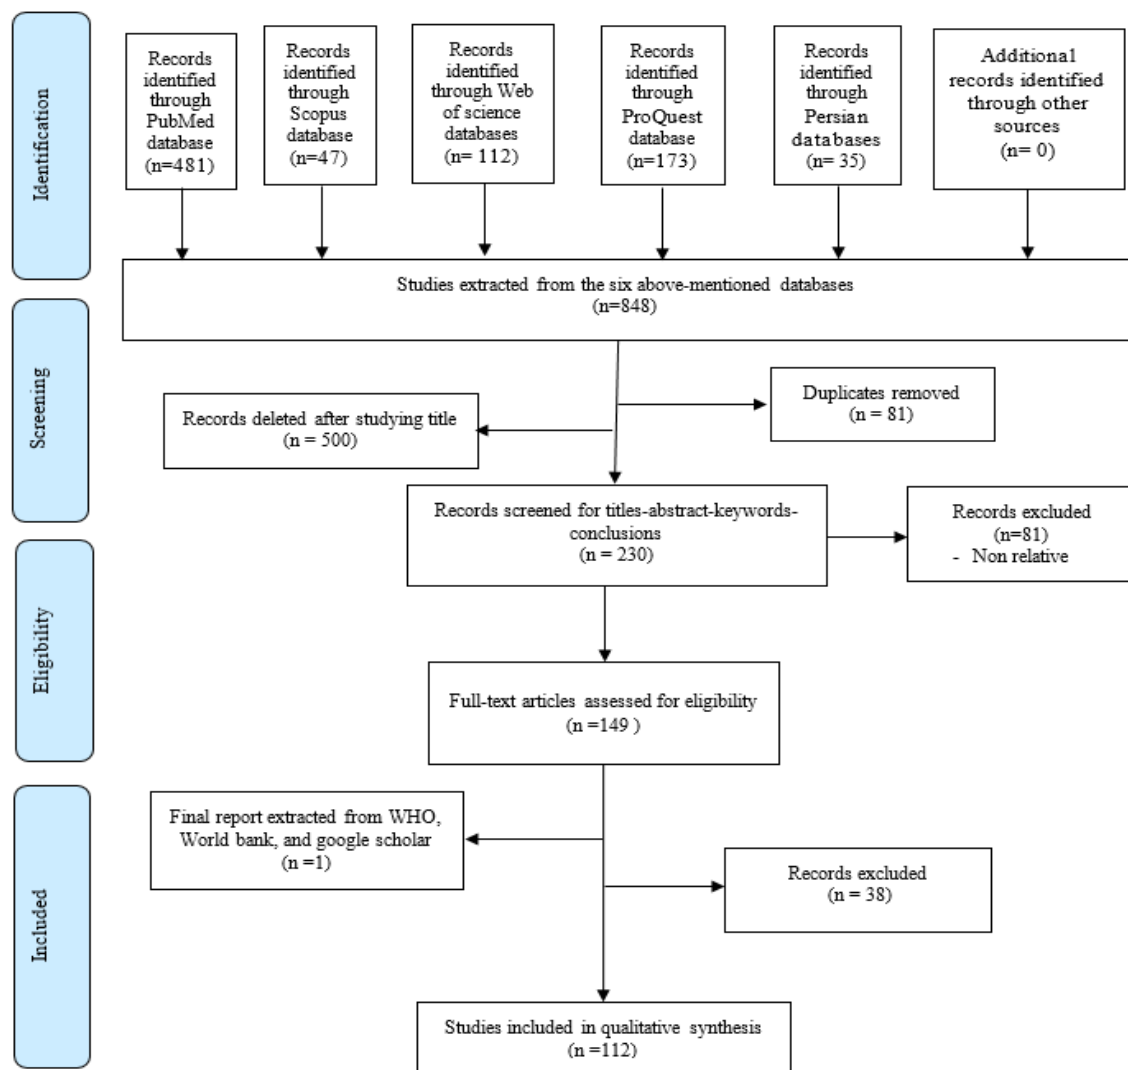 Identification
Records
identified
through
PubMed
database
(n=481)
Records
identified
through
Scopus
database
(n=47)
Records
identified
through Web
of science
databases
(n= 112)
Records
identified
through
ProQuest
database
(n=173)
Records
identified
through
Persian
databases
(n= 35)
Additional
records identified
through other
sources
(n= 0)
Studies extracted from the six above-mentioned databases
(n=848)
Screening
Records deleted after studying title
(n = 500)
Duplicates removed
(n = 81)
Records screened for titles-abstract-keywords-
conclusions
(n = 230)
Records excluded
(n=81)
- Non relative
Eligibility
Full-text articles assessed for eligibility
(n =149 )
Included
Final report extracted from WHO,
World bank, and google scholar
(n =1)
Records excluded
(n = 38)
Studies included in qualitative synthesis
(n =112)